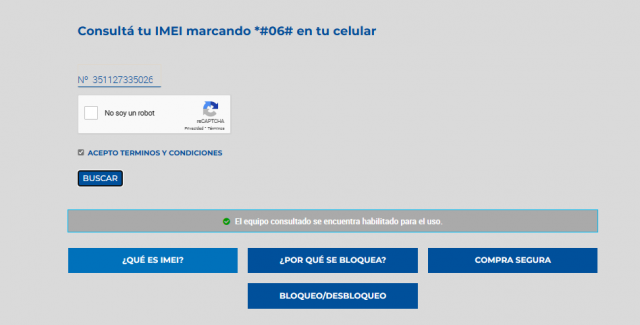 Consultá tu IMEI marcando *#06# en tu celular
Nº 351127335026
No soy un robot
reCAPTCHA
Privacidad * Términos
ACEPTO TERMINOS Y CONDICIONES
BUSCAR
El equipo consultado se encuentra habilitado para el uso.
¿QUÉ ES IMEI?
¿POR QUÉ SE BLOQUEA?
COMPRA SEGURA
BLOQUEO/DESBLOQUEO